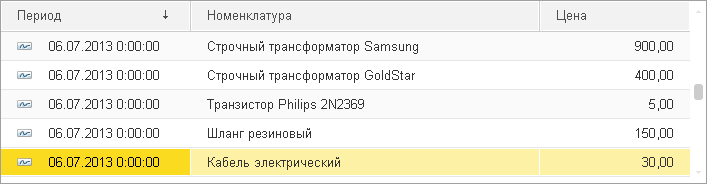 Период ↓ Номенклатура Цена
06.07.2013 0:00:00 Строчный трансформатор Samsung 900,00
06.07.2013 0:00:00 Строчный трансформатор GoldStar 400,00
06.07.2013 0:00:00 Транзистор Philips 2N2369 5,00
06.07.2013 0:00:00 Шланг резиновый 150,00
06.07.2013 0:00:00 Кабель электрический 30,00